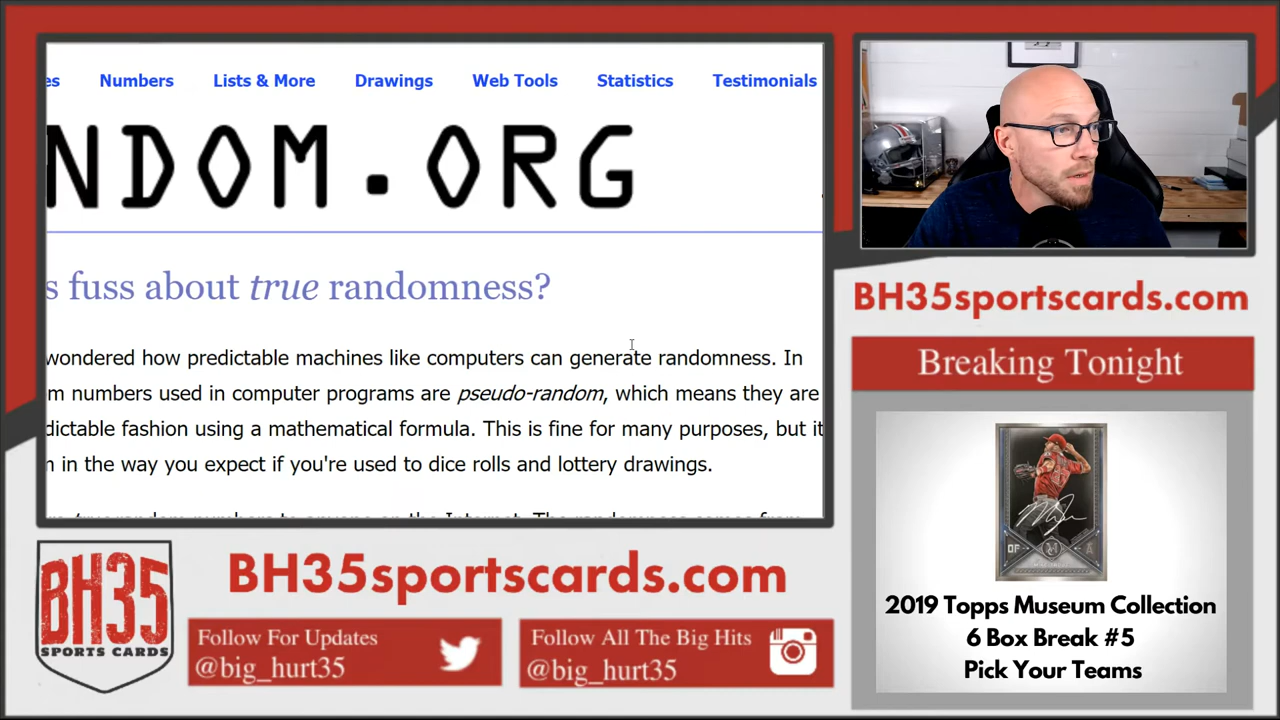 es Numbers Lists & More Drawings Web Tools Statistics Testimonials
NDOM.ORG
s fuss about true randomness?
wondered how predictable machines like computers can generate randomness. In
m numbers used in computer programs are pseudo-random, which means they are
dictable fashion using a mathematical formula. This is fine for many purposes, but it
n in the way you expect if you're used to dice rolls and lottery drawings.
BH35sportscards.com
Breaking Tonight
OF
A
2019 Topps Museum Collection
6 Box Break #5
Pick Your Teams
BH35
SPORTS CARDS
BH35sportscards.com
Follow For Updates
@big_hurt35
Follow All The Big Hits
@big_hurt35